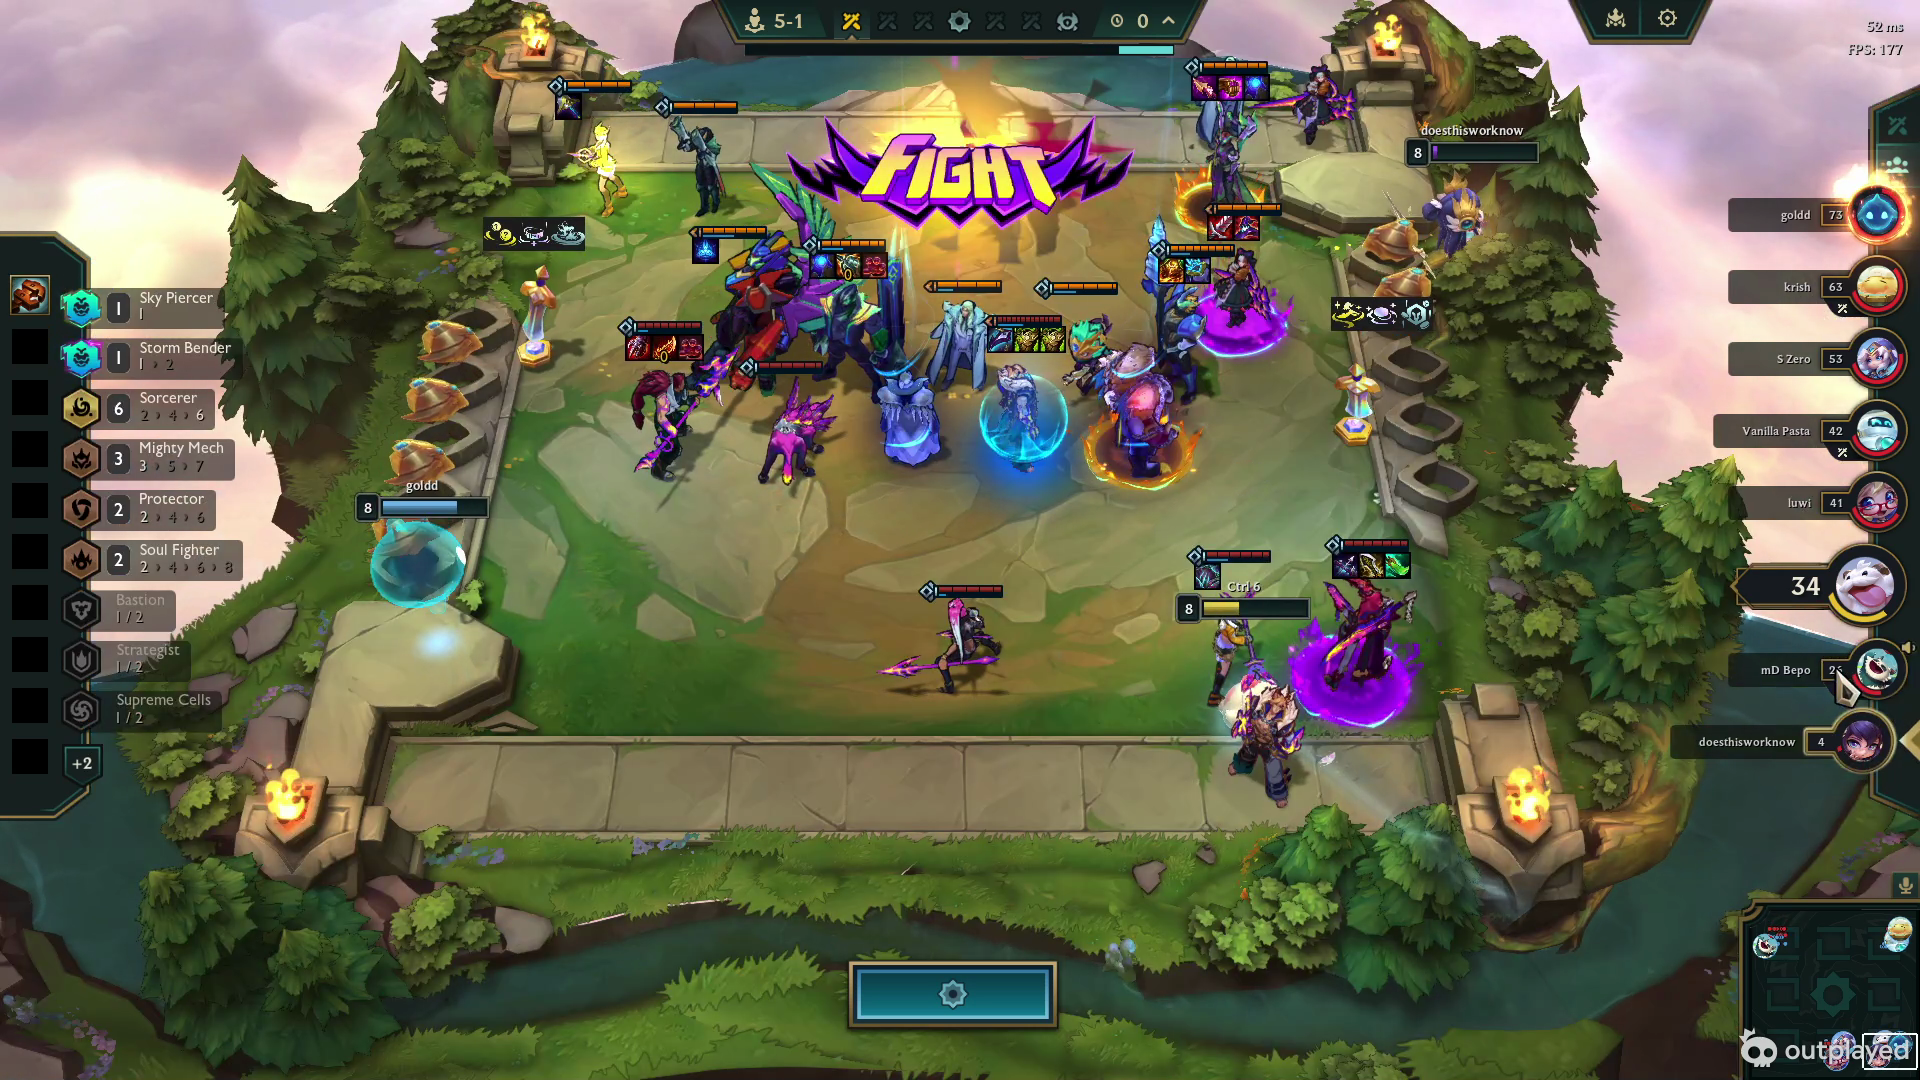 5-1
0
52 ms
FPS: 177
FIGHT
doesthisworknow
8
goldd 73
krish 63
S Zero 53
Vanilla Pasta 42
luwi 41
34
mD Bepo
doesthisworknow 4
1 Sky Piercer
1
1 Storm Bender
1 › 2
6 Sorcerer
2 › 4 › 6
3 Mighty Mech
3 › 5 › 7
2 Protector
2 › 4 › 6
2 Soul Fighter
2 › 4 › 6 › 8
Bastion
1 / 2
Strategist
1 / 2
Supreme Cells
1 / 2
+2
goldd
8
0
0
Ctrl 6
8
outplayed